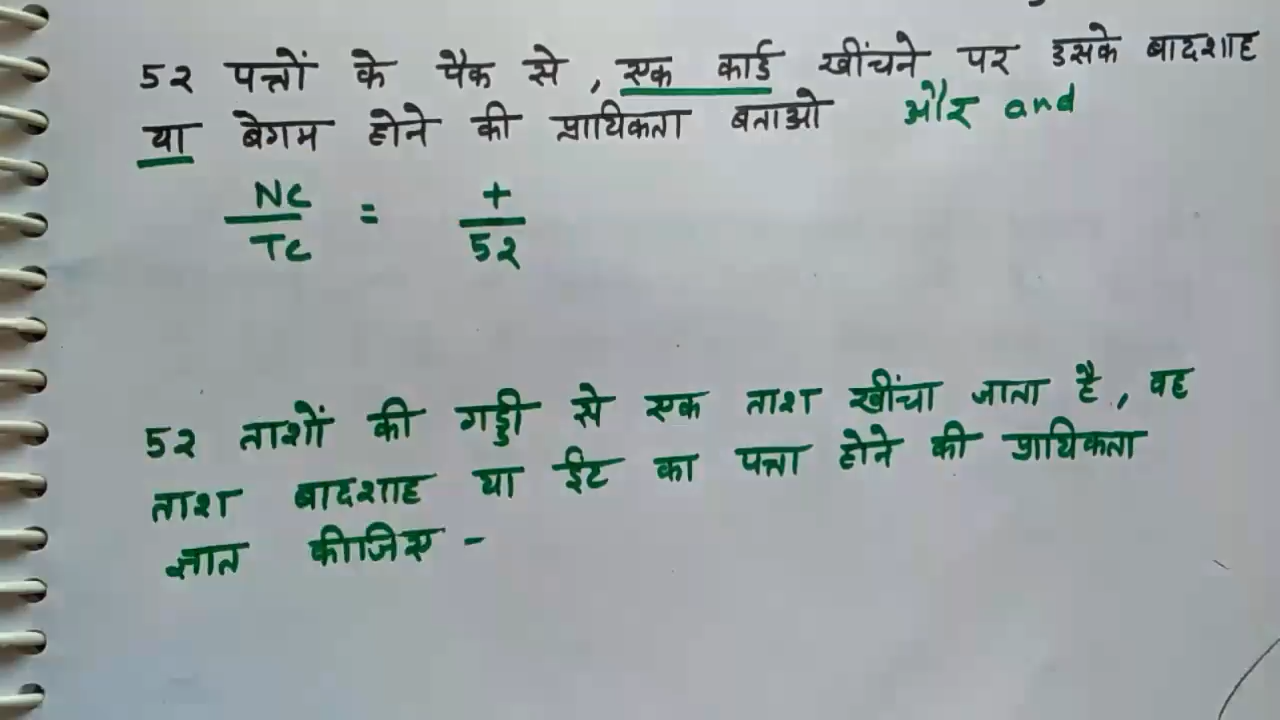 52 पत्तों के पैक से, एक कार्ड खींचने पर उसके बादशाह
या बेगम होने की प्रायिकता बताओ और and
NC/TC = +/52
52 ताशों की गड्डी से एक ताश खींचा जाता है, वह
ताश बादशाह या ईंट का पत्ता होने की प्रायिकता
ज्ञात कीजिए -